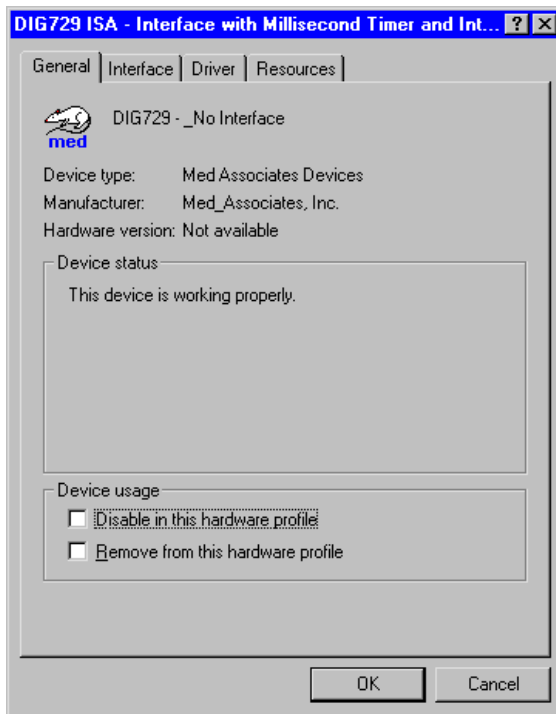 DIG729 ISA - Interface with Millisecond Timer and Int... ? ×
General Interface Driver Resources
DIG729 - _No Interface
med
Device type: Med Associates Devices
Manufacturer: Med_Associates, Inc.
Hardware version: Not available
Device status
This device is working properly.
Device usage
Disable in this hardware profile
Remove from this hardware profile
OK Cancel